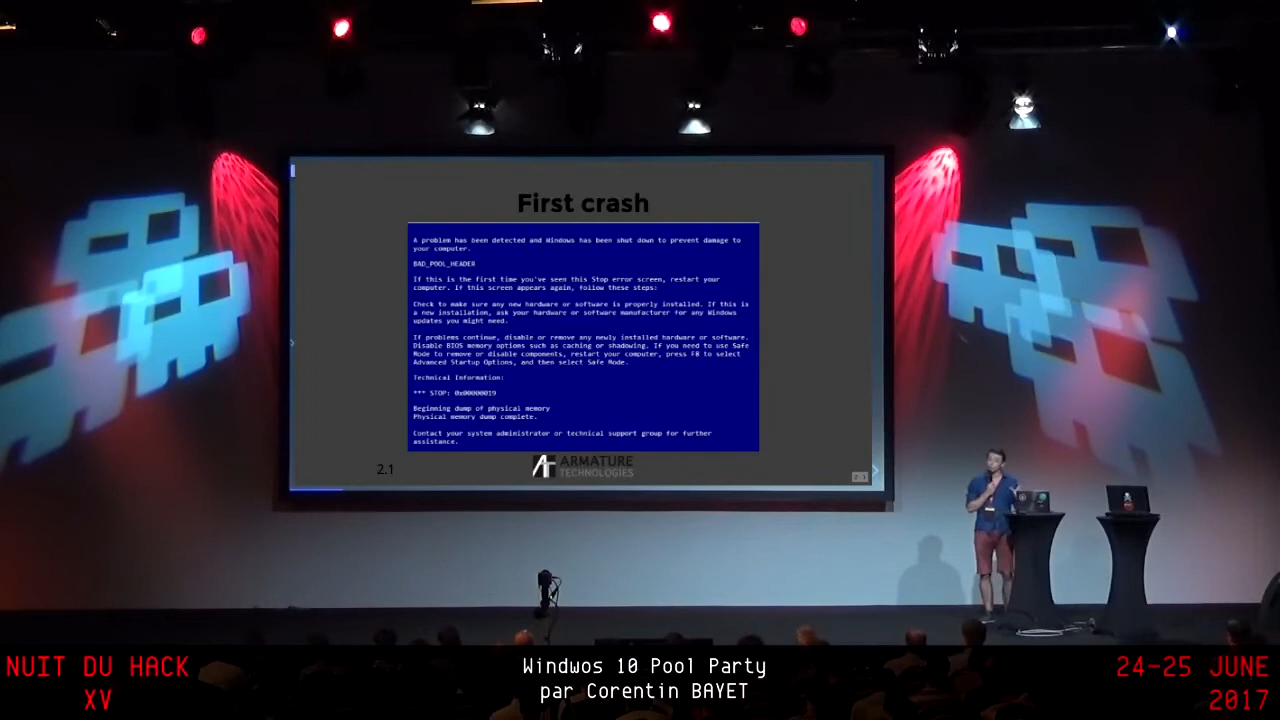 First crash
A problem has been detected and Windows has been shut down to prevent damage to
your computer.
BAD_POOL_HEADER
If this is the first time you've seen this Stop error screen, restart your
computer. If this screen appears again, follow these steps:
Check to make sure any new hardware or software is properly installed. If this is
a new installation, ask your hardware or software manufacturer for any Windows
updates you might need.
If problems continue, disable or remove any newly installed hardware or software.
Disable BIOS memory options such as caching or shadowing. If you need to use Safe
Mode to remove or disable components, restart your computer, press F8 to select
Advanced Startup Options, and then select Safe Mode.
Technical Information:
*** STOP: 0x00000019
Beginning dump of physical memory
Physical memory dump complete.
Contact your system administrator or technical support group for further
assistance.
2.1
ARMATURE
TECHNOLOGIES
NUIT DU HACK
XV
Windwos 10 Pool Party
par Corentin BAYET
24-25 JUNE
2017